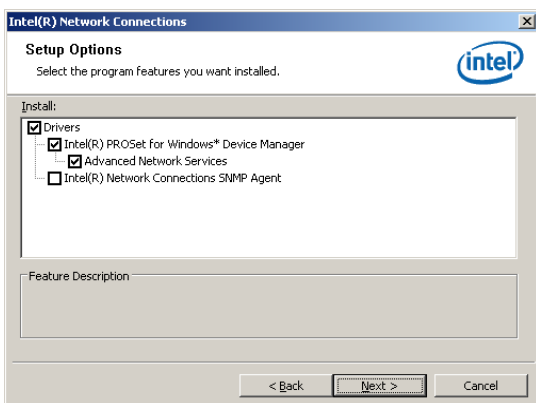 Intel(R) Network Connections
Setup Options
Select the program features you want installed.
intel
Install:
Drivers
Intel(R) PROSet for Windows* Device Manager
Advanced Network Services
Intel(R) Network Connections SNMP Agent
Feature Description
< Back
Next >
Cancel